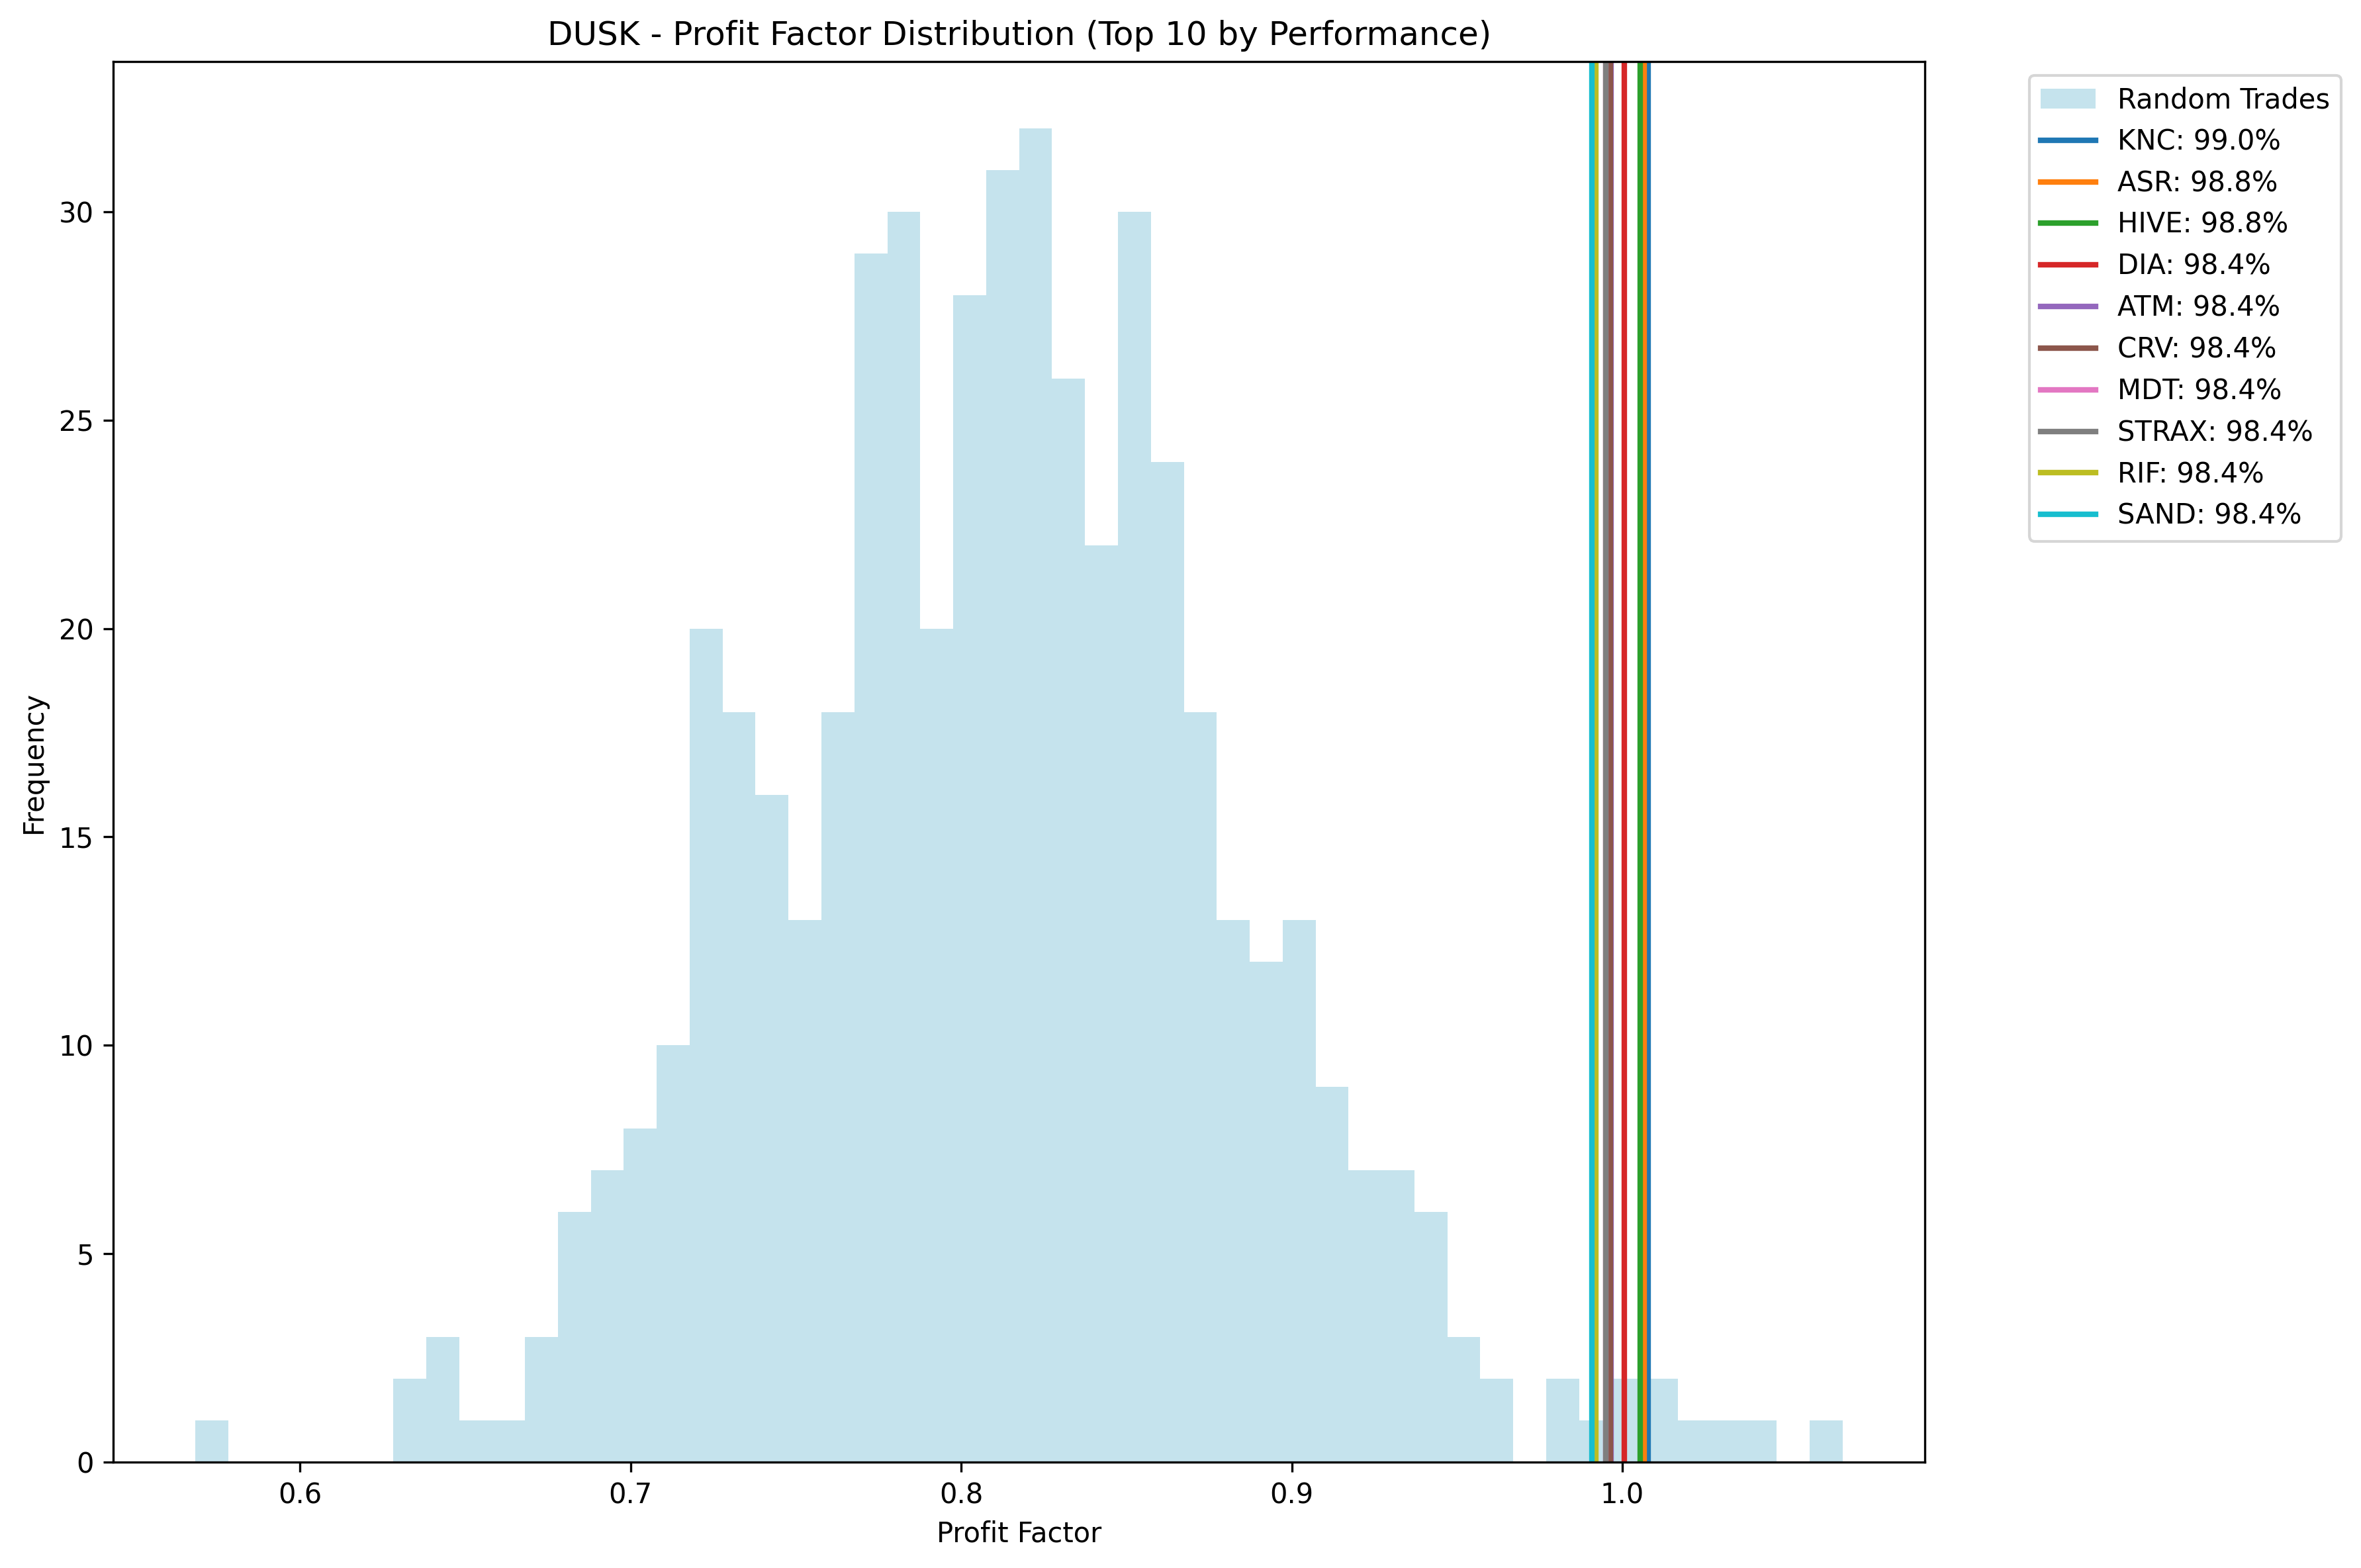 DUSK - Profit Factor Distribution (Top 10 by Performance)
Random Trades
KNC: 99.0%
ASR: 98.8%
HIVE: 98.8%
DIA: 98.4%
ATM: 98.4%
CRV: 98.4%
MDT: 98.4%
STRAX: 98.4%
RIF: 98.4%
SAND: 98.4%
Frequency
30
25
20
15
10
5
0
0.6 0.7 0.8 0.9 1.0
Profit Factor